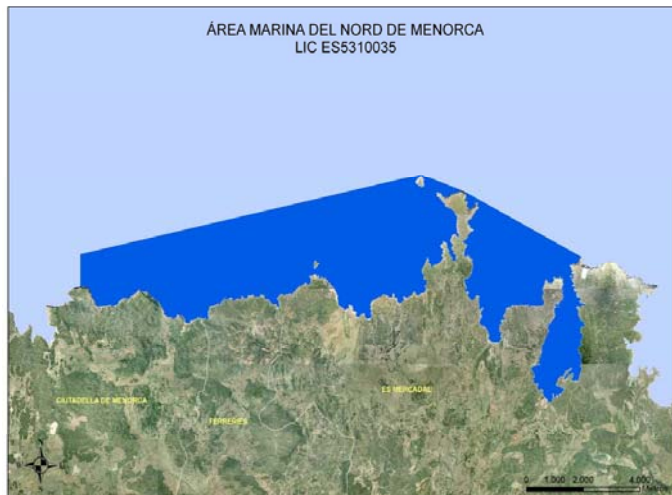 ÁREA MARINA DEL NORD DE MENORCA
LIC ES5310035
CIUTADELLA DE MENORCA
FERRERIES
ES MERCADAL
0 1.000 2.000 4.000
Metros